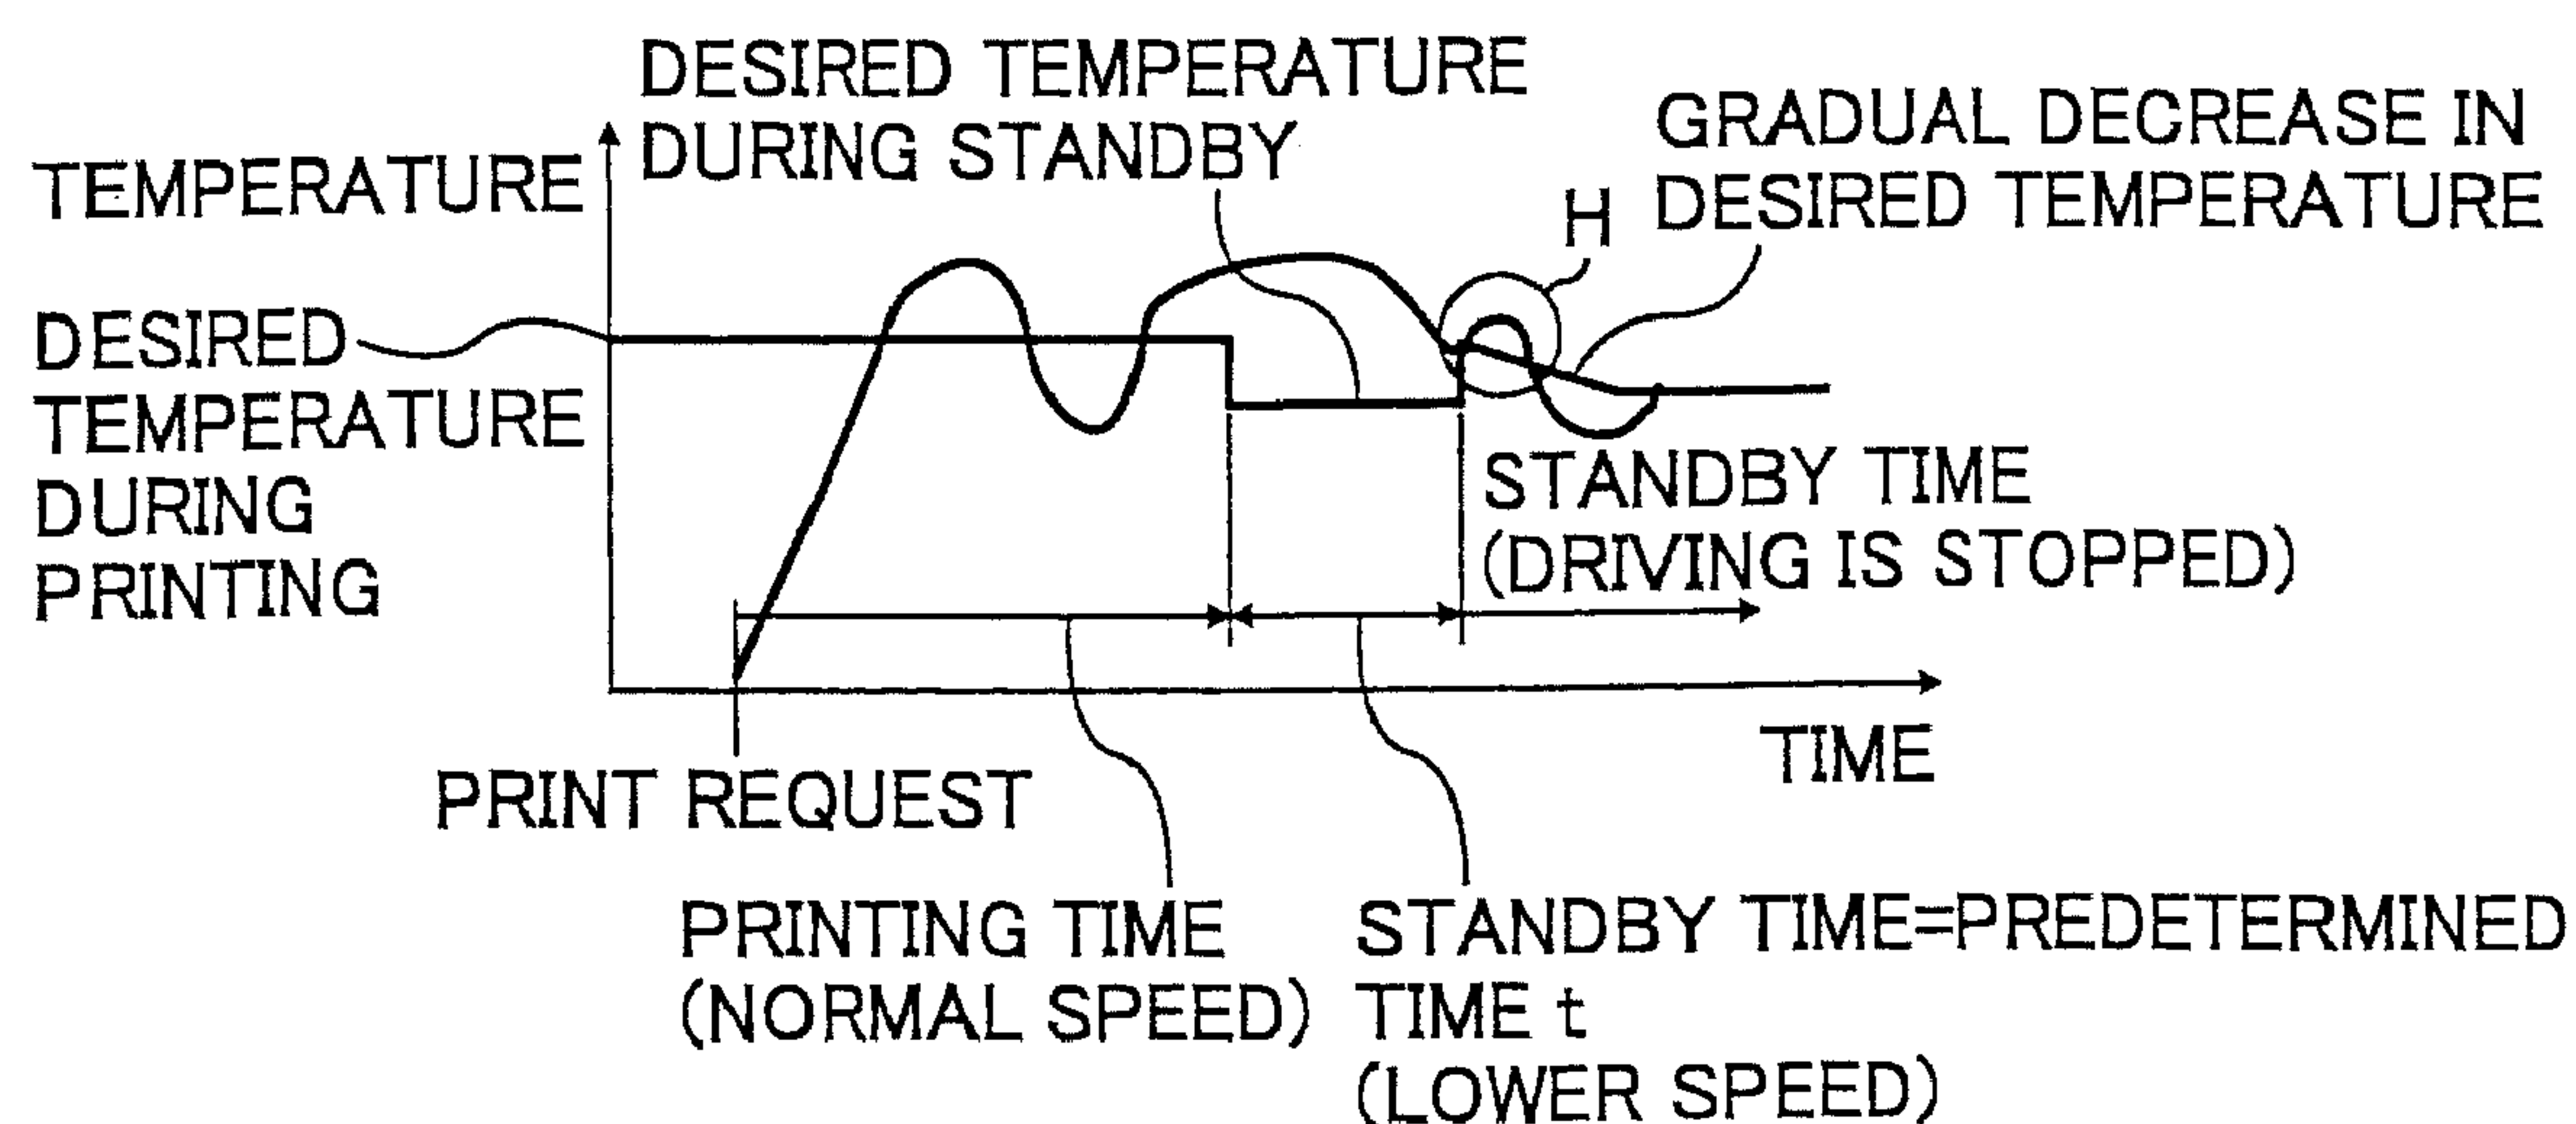 DESIRED TEMPERATURE
DURING STANDBY
GRADUAL DECREASE IN
DESIRED TEMPERATURE
H
TEMPERATURE
DESIRED
TEMPERATURE
DURING
PRINTING
STANDBY TIME
(DRIVING IS STOPPED)
TIME
PRINT REQUEST
PRINTING TIME
(NORMAL SPEED)
STANDBY TIME=PREDETERMINED
TIME t
(LOWER SPEED)